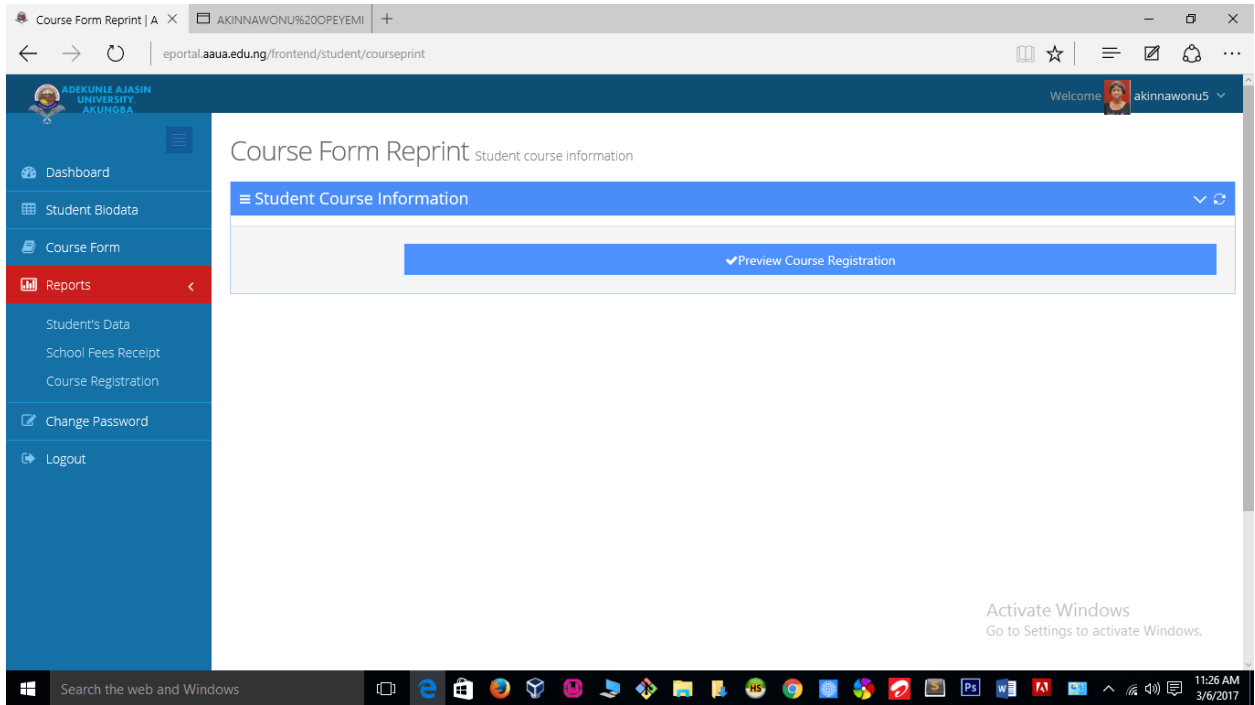 Course Form Reprint | A
AKINNAWONU%20OPEYEMI
eportal.aaua.edu.ng/frontend/student/courseprint
ADEKUNLE AJASIN
UNIVERSITY,
AKUNGBA
Welcome akinnawonu5
Course Form Reprint Student course information
Dashboard
Student Course Information
Student Biodata
Course Form
Preview Course Registration
Reports
Student's Data
School Fees Receipt
Course Registration
Change Password
Logout
Activate Windows
Go to Settings to activate Windows.
Search the web and Windows
HS
S
Ps
W
11:26 AM
3/6/2017